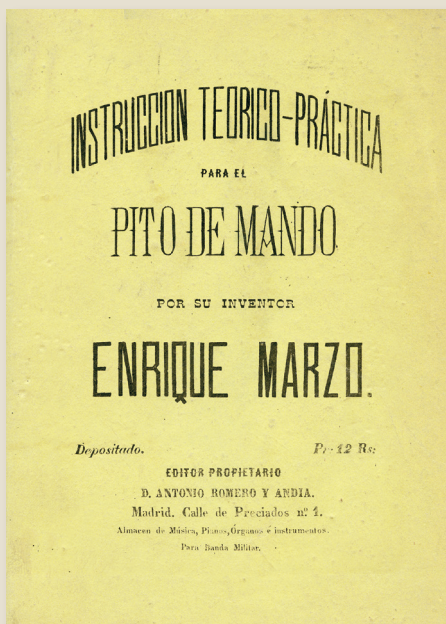 INSTRUCCION TEORICO-PRÁCTICA
PARA EL
PITO DE MANDO
POR SU INVENTOR
ENRIQUE MARZO.
Depositado. Pr. 12 Rs:
EDITOR PROPIETARIO
D. ANTONIO ROMERO Y ANDIA.
Madrid. Calle de Preciados nº 1.
Almacen de Música, Pianos, Órganos é instrumentos.
Para Banda Militar.